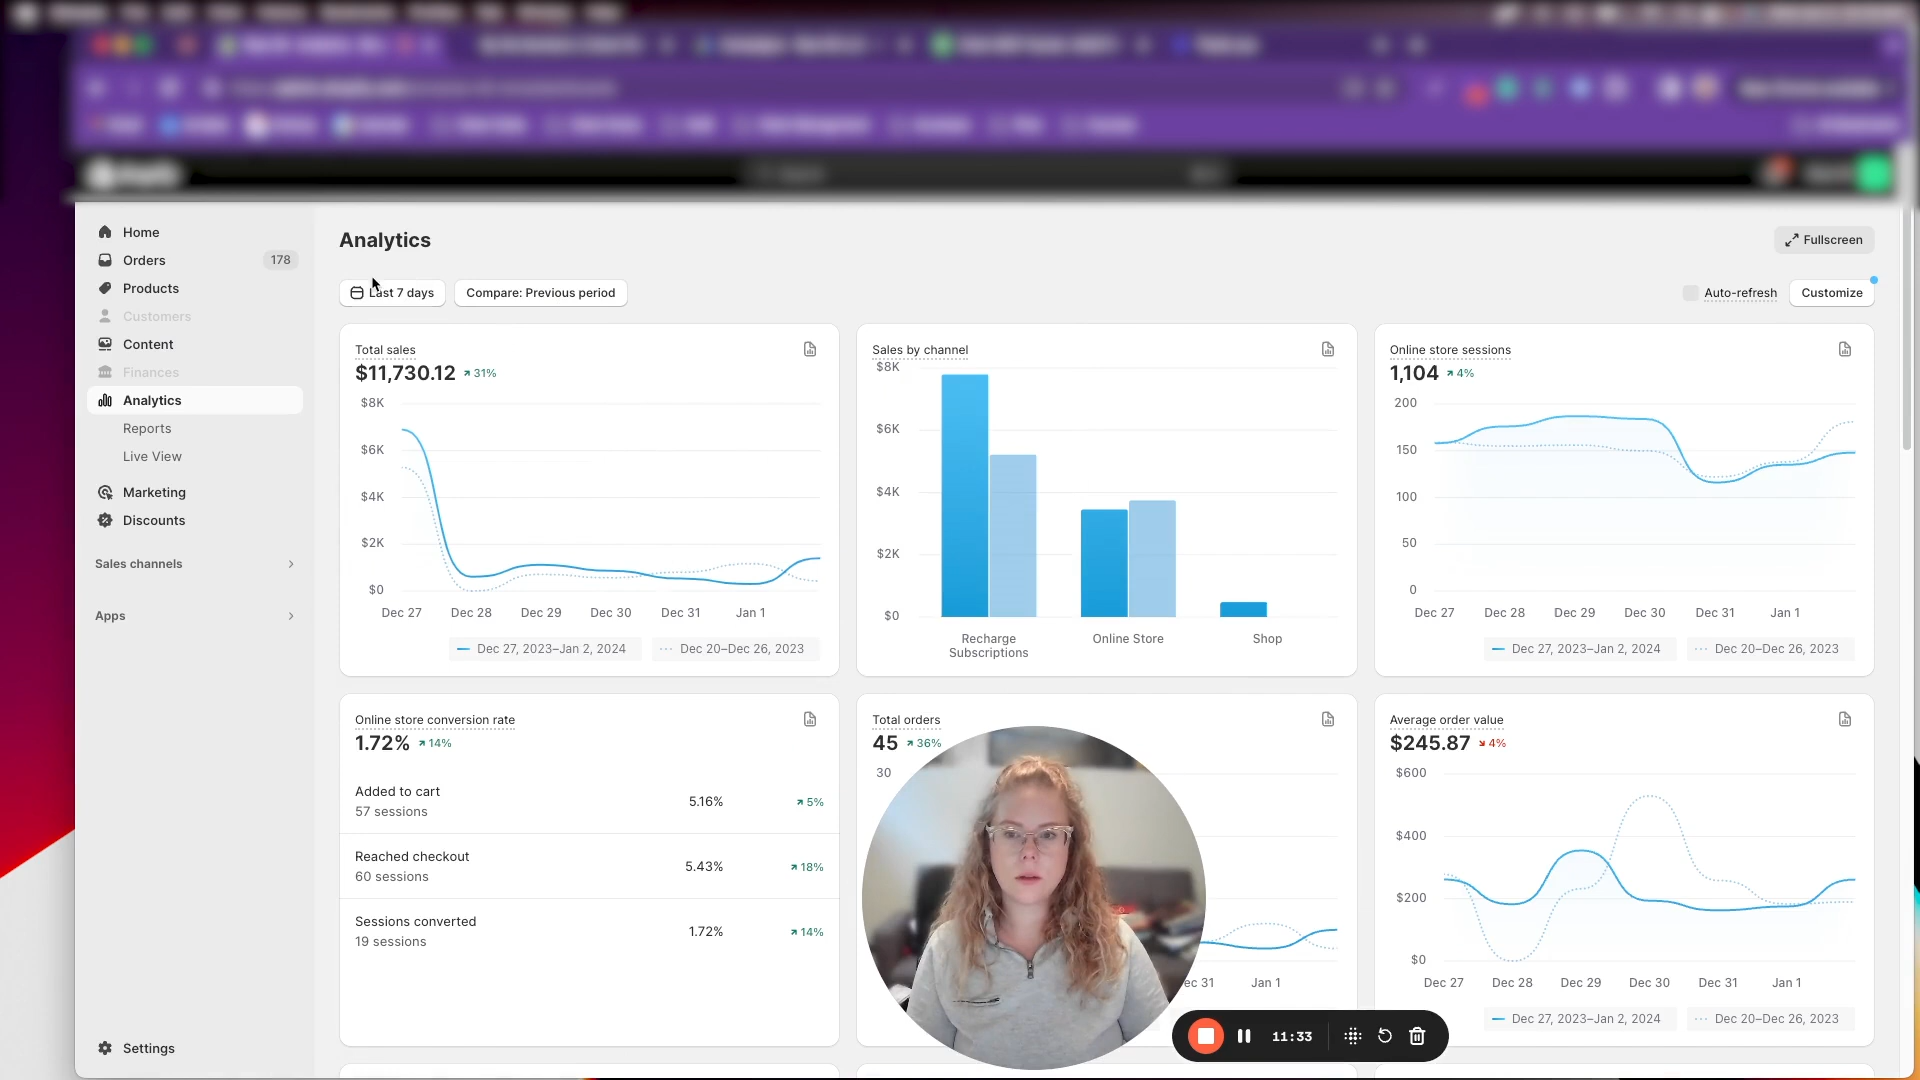 Home
Orders 178
Products
Customers
Content
Finances
Analytics
Reports
Live View
Marketing
Discounts
Sales channels
Apps
Settings
Analytics
Fullscreen
Last 7 days
Compare: Previous period
Auto-refresh
Customize
Total sales
$11,730.12 31%
$8K
$6K
$4K
$2K
$0
Dec 27 Dec 28 Dec 29 Dec 30 Dec 31 Jan 1
Dec 27, 2023–Jan 2, 2024 Dec 20–Dec 26, 2023
Sales by channel
$8K
$6K
$4K
$2K
$0
Recharge Subscriptions Online Store Shop
Online store sessions
1,104 4%
200
150
100
50
0
Dec 27 Dec 28 Dec 29 Dec 30 Dec 31 Jan 1
Dec 27, 2023–Jan 2, 2024 Dec 20–Dec 26, 2023
Online store conversion rate
1.72% 14%
Added to cart
57 sessions
5.16% 5%
Reached checkout
60 sessions
5.43% 18%
Sessions converted
19 sessions
1.72% 14%
Total orders
45 36%
30
ec 31 Jan 1
Average order value
$245.87 4%
$600
$400
$200
$0
Dec 27 Dec 28 Dec 29 Dec 30 Dec 31 Jan 1
Dec 27, 2023–Jan 2, 2024 Dec 20–Dec 26, 2023
11:33